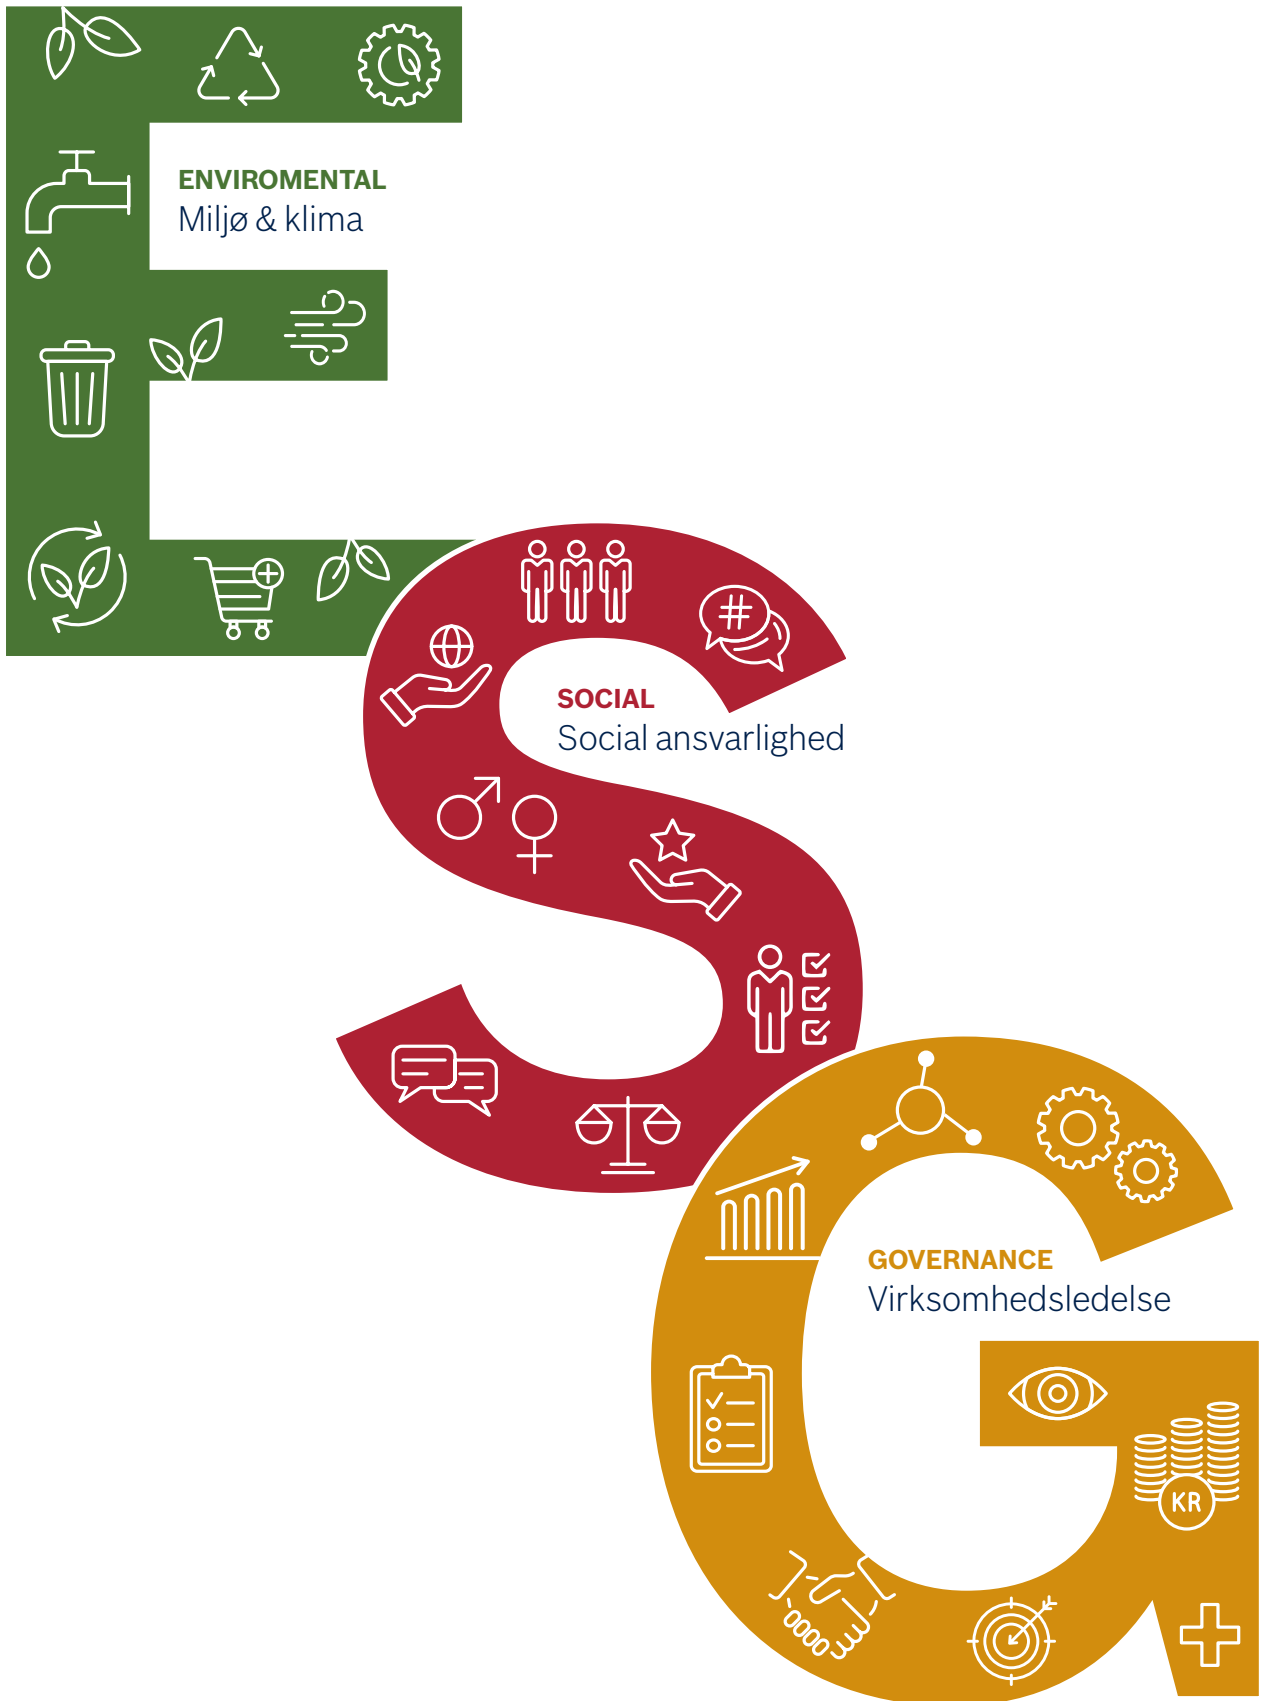 E
ENVIROMENTAL
Miljø & klima
S
#
SOCIAL
Social ansvarlighed
G
GOVERNANCE
Virksomhedsledelse
KR